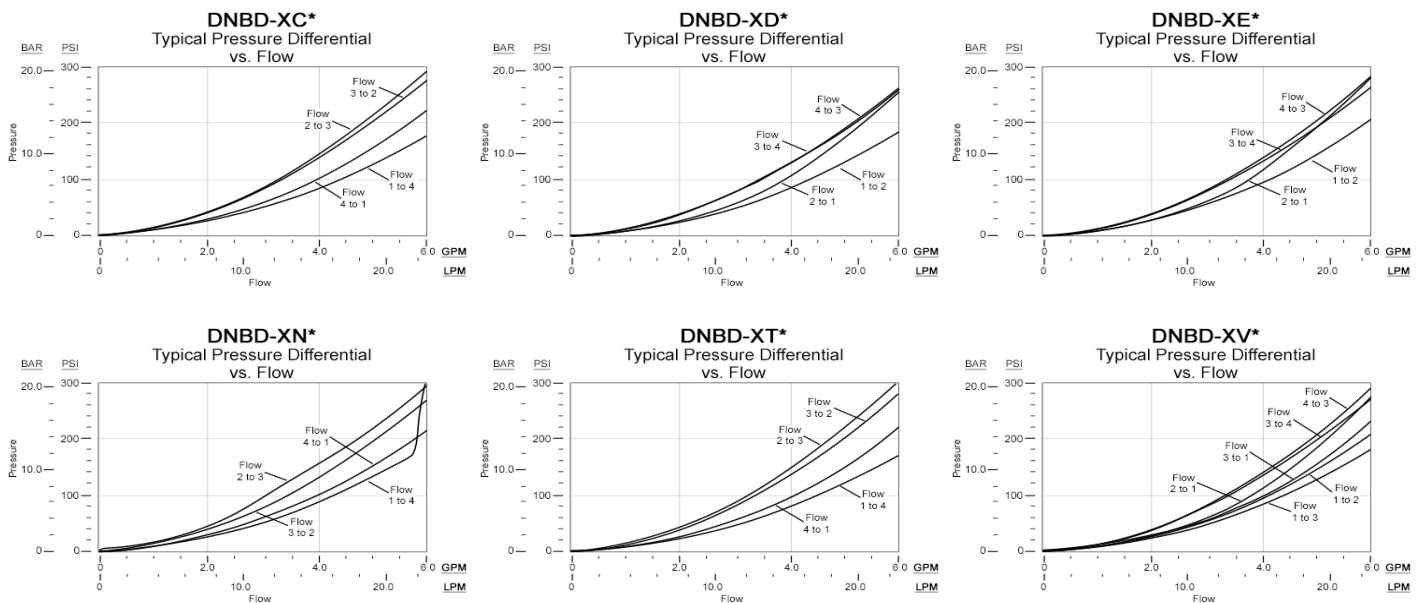 DNBD-XC*
Typical Pressure Differential
vs. Flow
BAR PSI
20.0 300
200
10.0
100
0 0
Pressure
Flow
3 to 2
Flow
2 to 3
Flow
1 to 4
Flow
4 to 1
0 2.0 4.0 6.0 GPM
0 10.0 20.0 LPM
Flow
DNBD-XD*
Typical Pressure Differential
vs. Flow
BAR PSI
20.0 300
200
10.0
100
0 0
Pressure
Flow
4 to 3
Flow
3 to 4
Flow
1 to 2
Flow
2 to 1
0 2.0 4.0 6.0 GPM
0 10.0 20.0 LPM
Flow
DNBD-XE*
Typical Pressure Differential
vs. Flow
BAR PSI
20.0 300
200
10.0
100
0 0
Pressure
Flow
4 to 3
Flow
3 to 4
Flow
1 to 2
Flow
2 to 1
0 2.0 4.0 6.0 GPM
0 10.0 20.0 LPM
Flow
DNBD-XN*
Typical Pressure Differential
vs. Flow
BAR PSI
20.0 300
200
10.0
100
0 0
Pressure
Flow
4 to 1
Flow
2 to 3
Flow
1 to 4
Flow
3 to 2
0 2.0 4.0 6.0 GPM
0 10.0 20.0 LPM
Flow
DNBD-XT*
Typical Pressure Differential
vs. Flow
BAR PSI
20.0 300
200
10.0
100
0 0
Pressure
Flow
3 to 2
Flow
2 to 3
Flow
1 to 4
Flow
4 to 1
0 2.0 4.0 6.0 GPM
0 10.0 20.0 LPM
Flow
DNBD-XV*
Typical Pressure Differential
vs. Flow
BAR PSI
20.0 300
200
10.0
100
0 0
Pressure
Flow
4 to 3
Flow
3 to 4
Flow
3 to 1
Flow
2 to 1
Flow
1 to 2
Flow
1 to 3
0 2.0 4.0 6.0 GPM
0 10.0 20.0 LPM
Flow